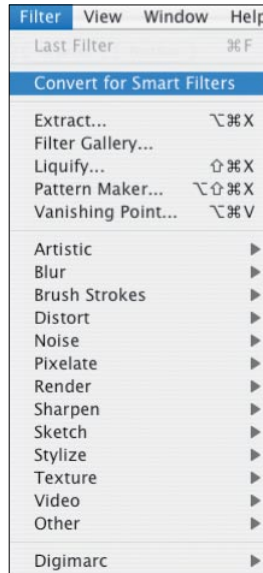 Filter View Window Help
Last Filter ⌘F
Convert for Smart Filters
Extract... ⌥⌘X
Filter Gallery...
Liquify... ⇧⌘X
Pattern Maker... ⌥⇧⌘X
Vanishing Point... ⌥⌘V
Artistic
Blur
Brush Strokes
Distort
Noise
Pixelate
Render
Sharpen
Sketch
Stylize
Texture
Video
Other
Digimarc